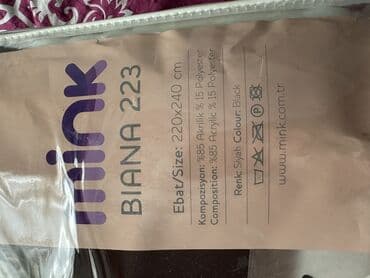 mink
BIANA 223
Ebat/Size: 220x240 cm
Kompozisyon: %85 Akrilik % 15 Polyester
Composition: %85 Acrylic % 15 Polyester
Renk: Siyah Colour: Black
www.mink.com.tr